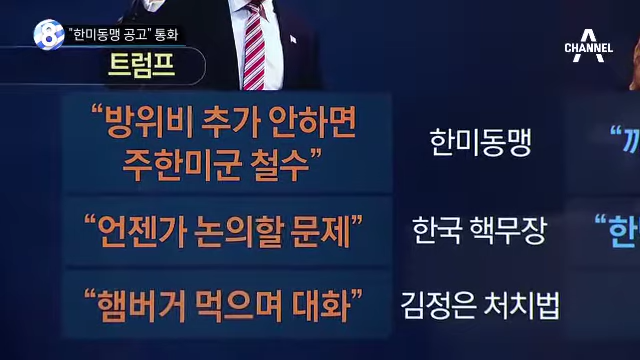 8 "한미동맹 공고" 통화
CHANNEL A
트럼프
“방위비 추가 안하면
주한미군 철수”
한미동맹
“언젠가 논의할 문제”
한국 핵무장
“한
“햄버거 먹으며 대화”
김정은 처치법